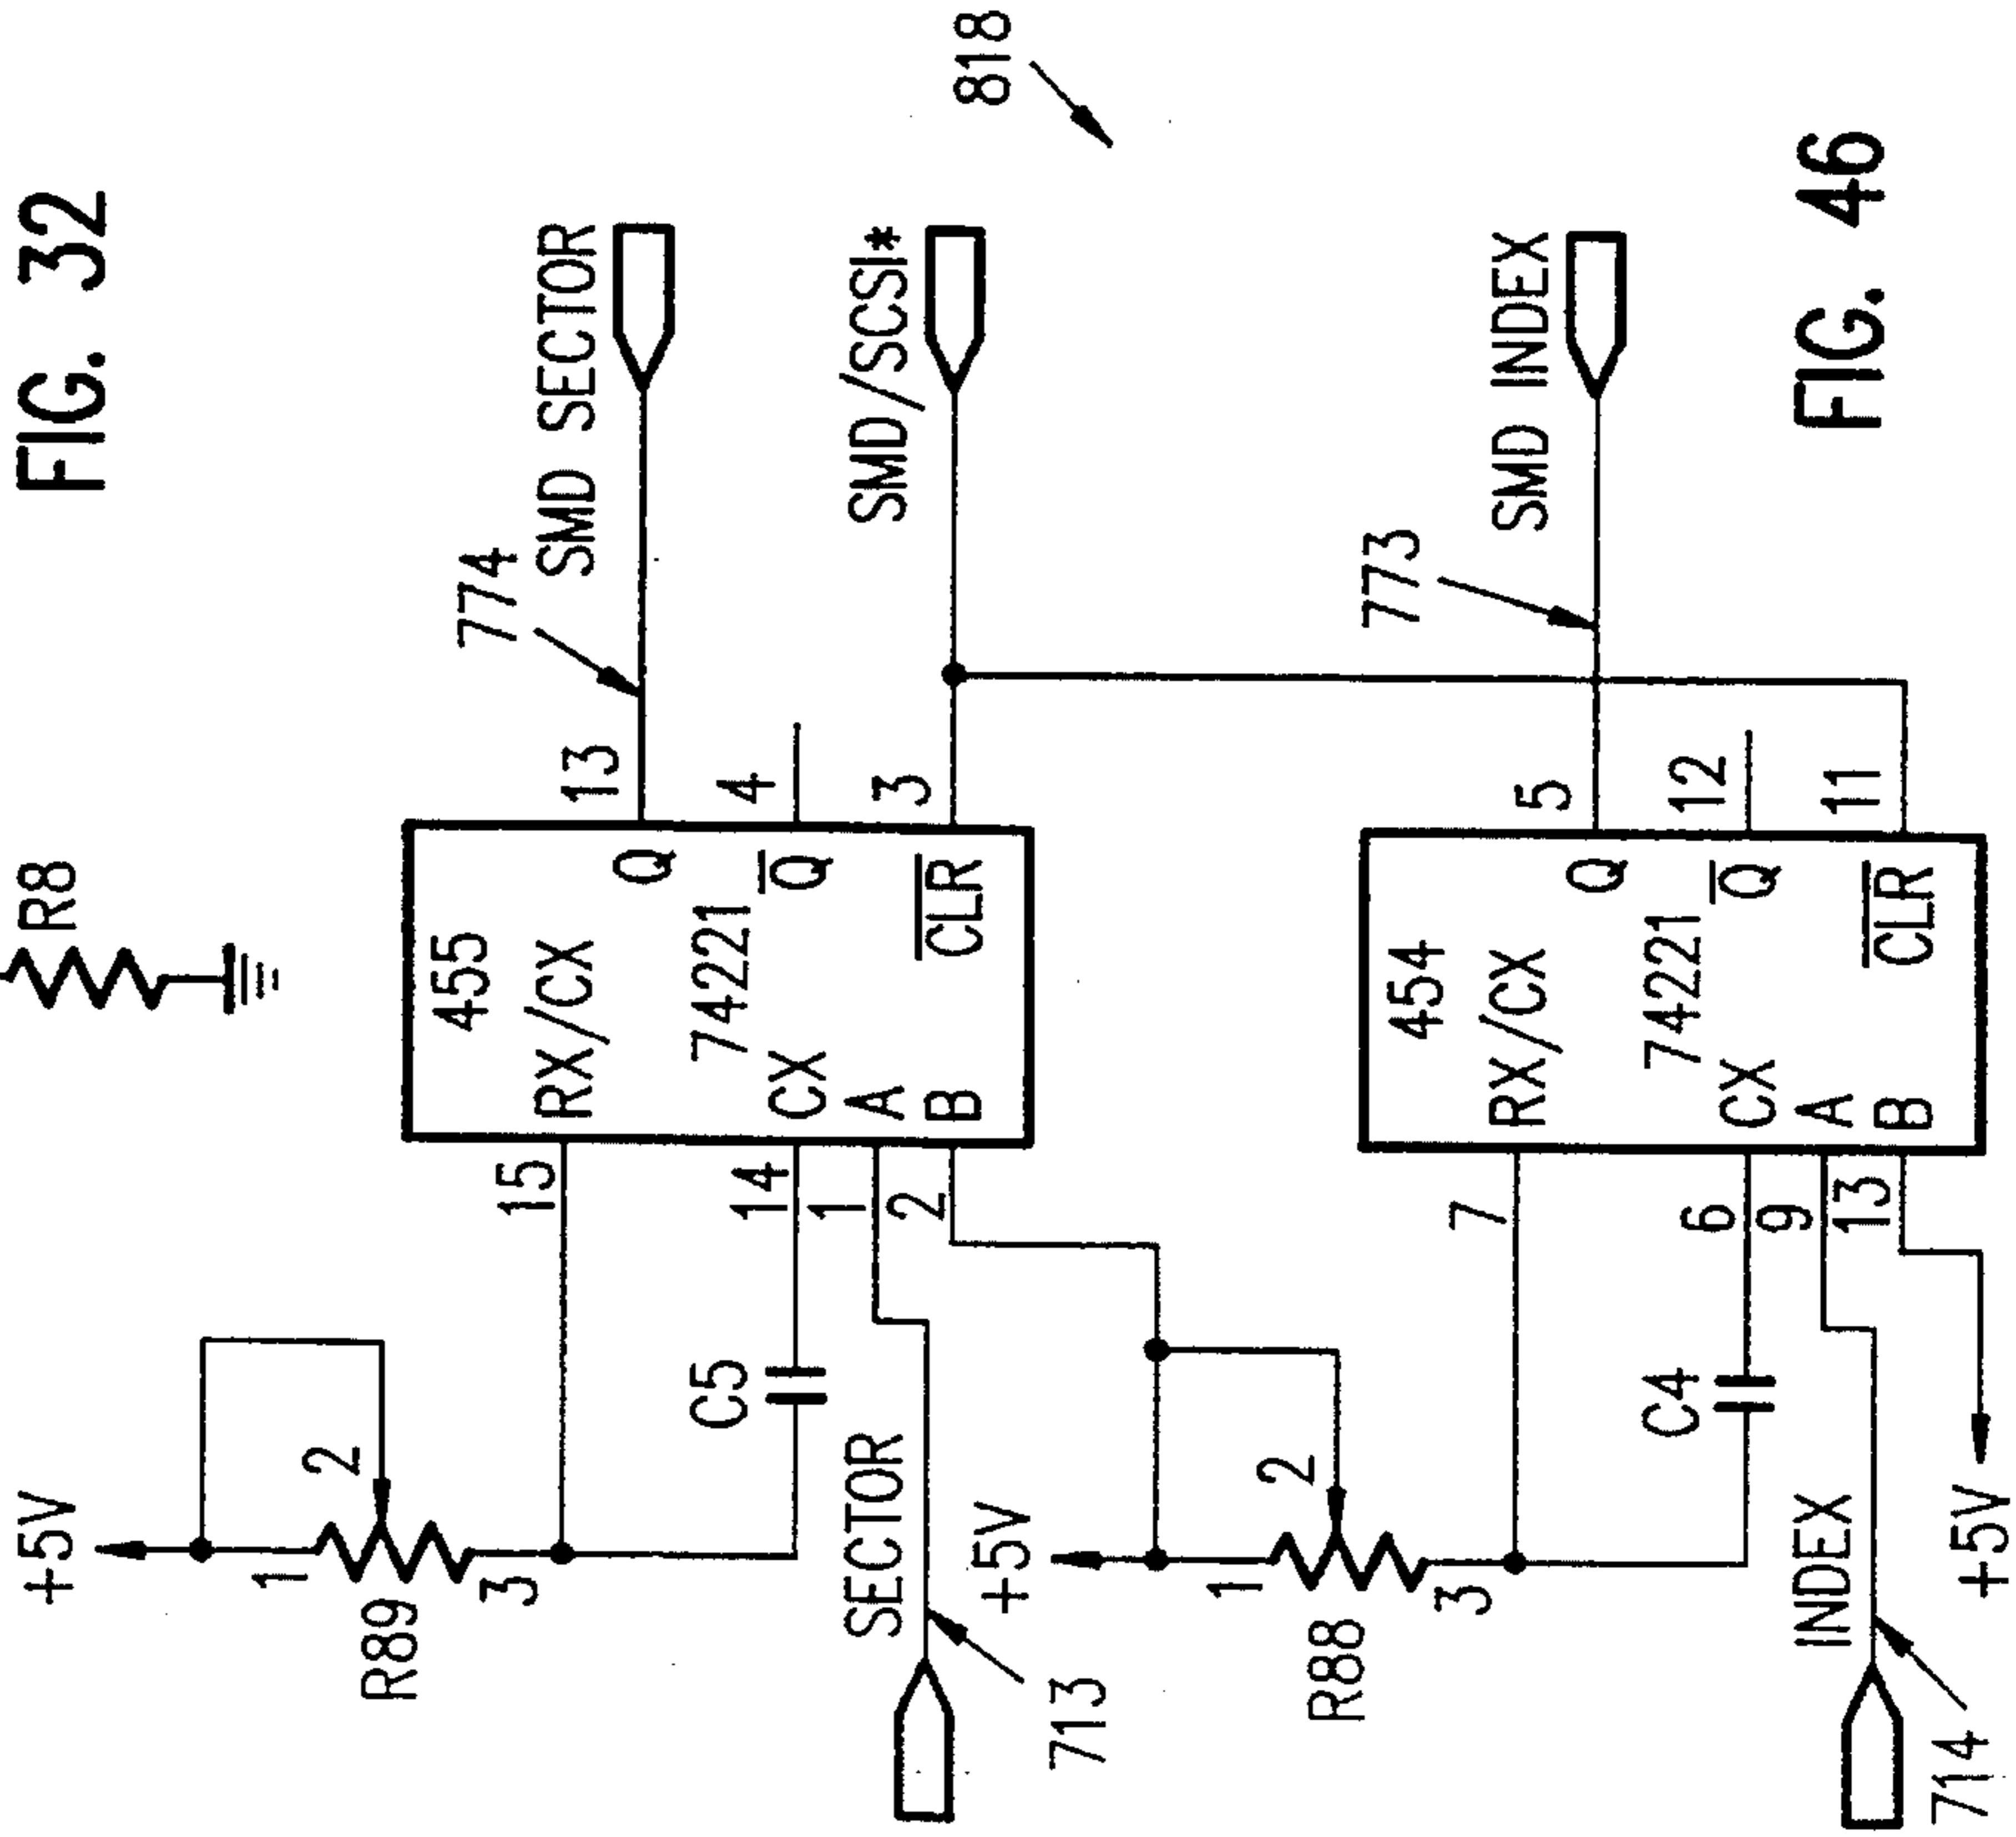 FIG. 32
R8
+5V
1
2
3
R89
15
455
RX/CX
74221
Q
13
774
SMD SECTOR
C5
14
CX
Q
4
SECTOR
713
1
A
2
B
CLR
3
SMD/SCSI*
818
+5V
1
2
3
R88
7
454
RX/CX
74221
Q
5
773
SMD INDEX
C4
6
CX
Q
12
INDEX
714
9
A
13
B
CLR
11
+5V
FIG. 46